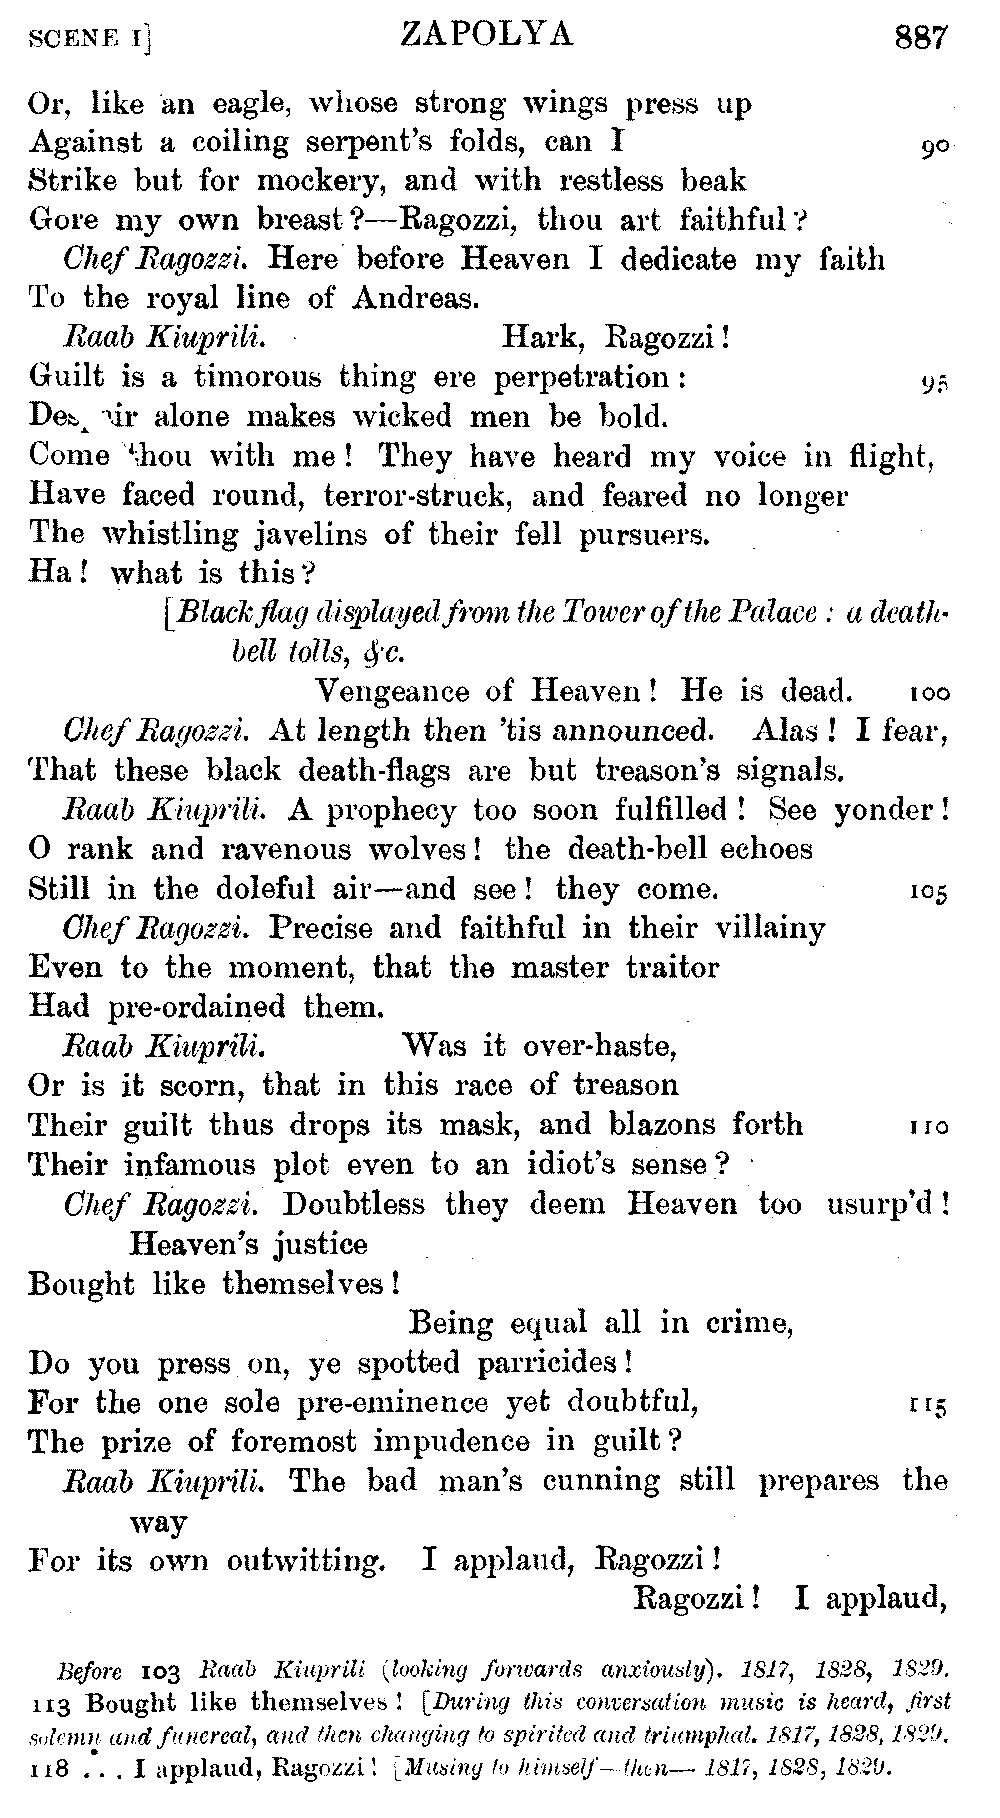 SCENE I] ZAPOLYA 887
Or, like an eagle, whose strong wings press up
Against a coiling serpent's folds, can I 90
Strike but for mockery, and with restless beak
Gore my own breast?—Ragozzi, thou art faithful?
Chef Ragozzi. Here before Heaven I dedicate my faith
To the royal line of Andreas.
Raab Kiuprili. Hark, Ragozzi!
Guilt is a timorous thing ere perpetration: 95
Despair alone makes wicked men be bold.
Come thou with me! They have heard my voice in flight,
Have faced round, terror-struck, and feared no longer
The whistling javelins of their fell pursuers.
Ha! what is this?
[Black flag displayed from the Tower of the Palace: a death-
bell tolls, &c.
Vengeance of Heaven! He is dead. 100
Chef Ragozzi. At length then 'tis announced. Alas! I fear,
That these black death-flags are but treason's signals.
Raab Kiuprili. A prophecy too soon fulfilled! See yonder!
O rank and ravenous wolves! the death-bell echoes
Still in the doleful air—and see! they come. 105
Chef Ragozzi. Precise and faithful in their villainy
Even to the moment, that the master traitor
Had pre-ordained them.
Raab Kiuprili. Was it over-haste,
Or is it scorn, that in this race of treason
Their guilt thus drops its mask, and blazons forth 110
Their infamous plot even to an idiot's sense?
Chef Ragozzi. Doubtless they deem Heaven too usurp'd!
Heaven's justice
Bought like themselves!
Being equal all in crime,
Do you press on, ye spotted parricides!
For the one sole pre-eminence yet doubtful, 115
The prize of foremost impudence in guilt?
Raab Kiuprili. The bad man's cunning still prepares the
way
For its own outwitting. I applaud, Ragozzi!
Ragozzi! I applaud,
Before 103 Raab Kiuprili (looking forwards anxiously). 1817, 1828, 1829.
113 Bought like themselves! [During this conversation music is heard, first
solemn and funereal, and then changing to spirited and triumphal. 1817, 1828, 1829.
118 . . . I applaud, Ragozzi! [Musing to himself—then— 1817, 1828, 1829.